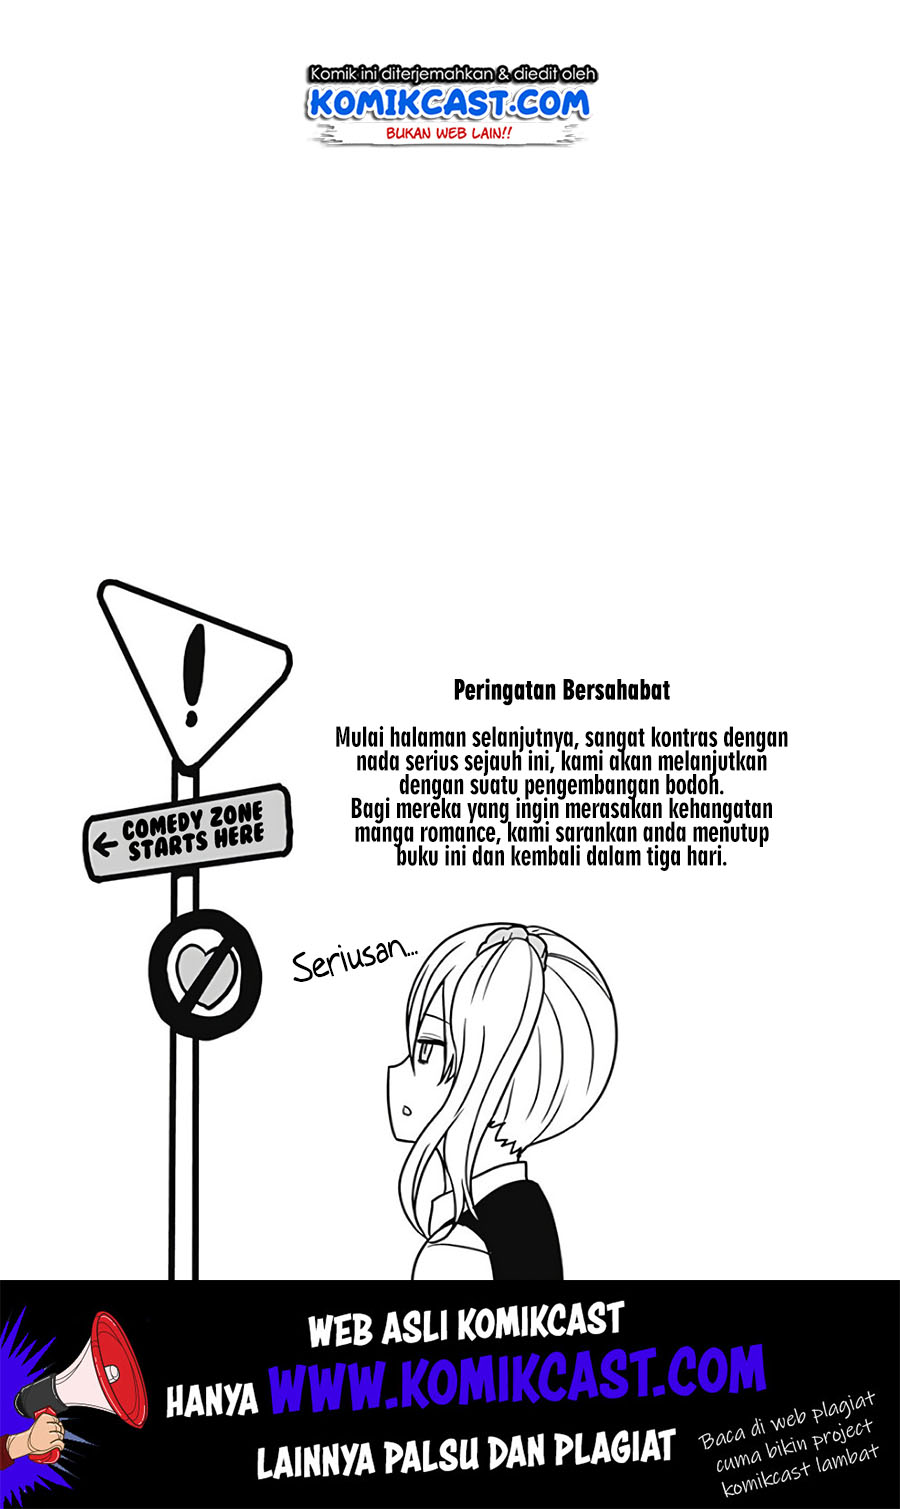 Komik ini diterjemahkan & diedit oleh
KOMIKCAST.COM
BUKAN WEB LAIN!!
Peringatan Bersahabat
Mulai halaman selanjutnya, sangat kontras dengan
nada serius sejauh ini, kami akan melanjutkan
dengan suatu pengembangan bodoh.
Bagi mereka yang ingin merasakan kehangatan
manga romance, kami sarankan anda menutup
buku ini dan kembali dalam tiga hari.
← COMEDY ZONE
STARTS HERE
Seriusan...
WEB ASLI KOMIKCAST
HANYA WWW.KOMIKCAST.COM
LAINNYA PALSU DAN PLAGIAT
Baca di web plagiat
cuma bikin project
komikcast lambat